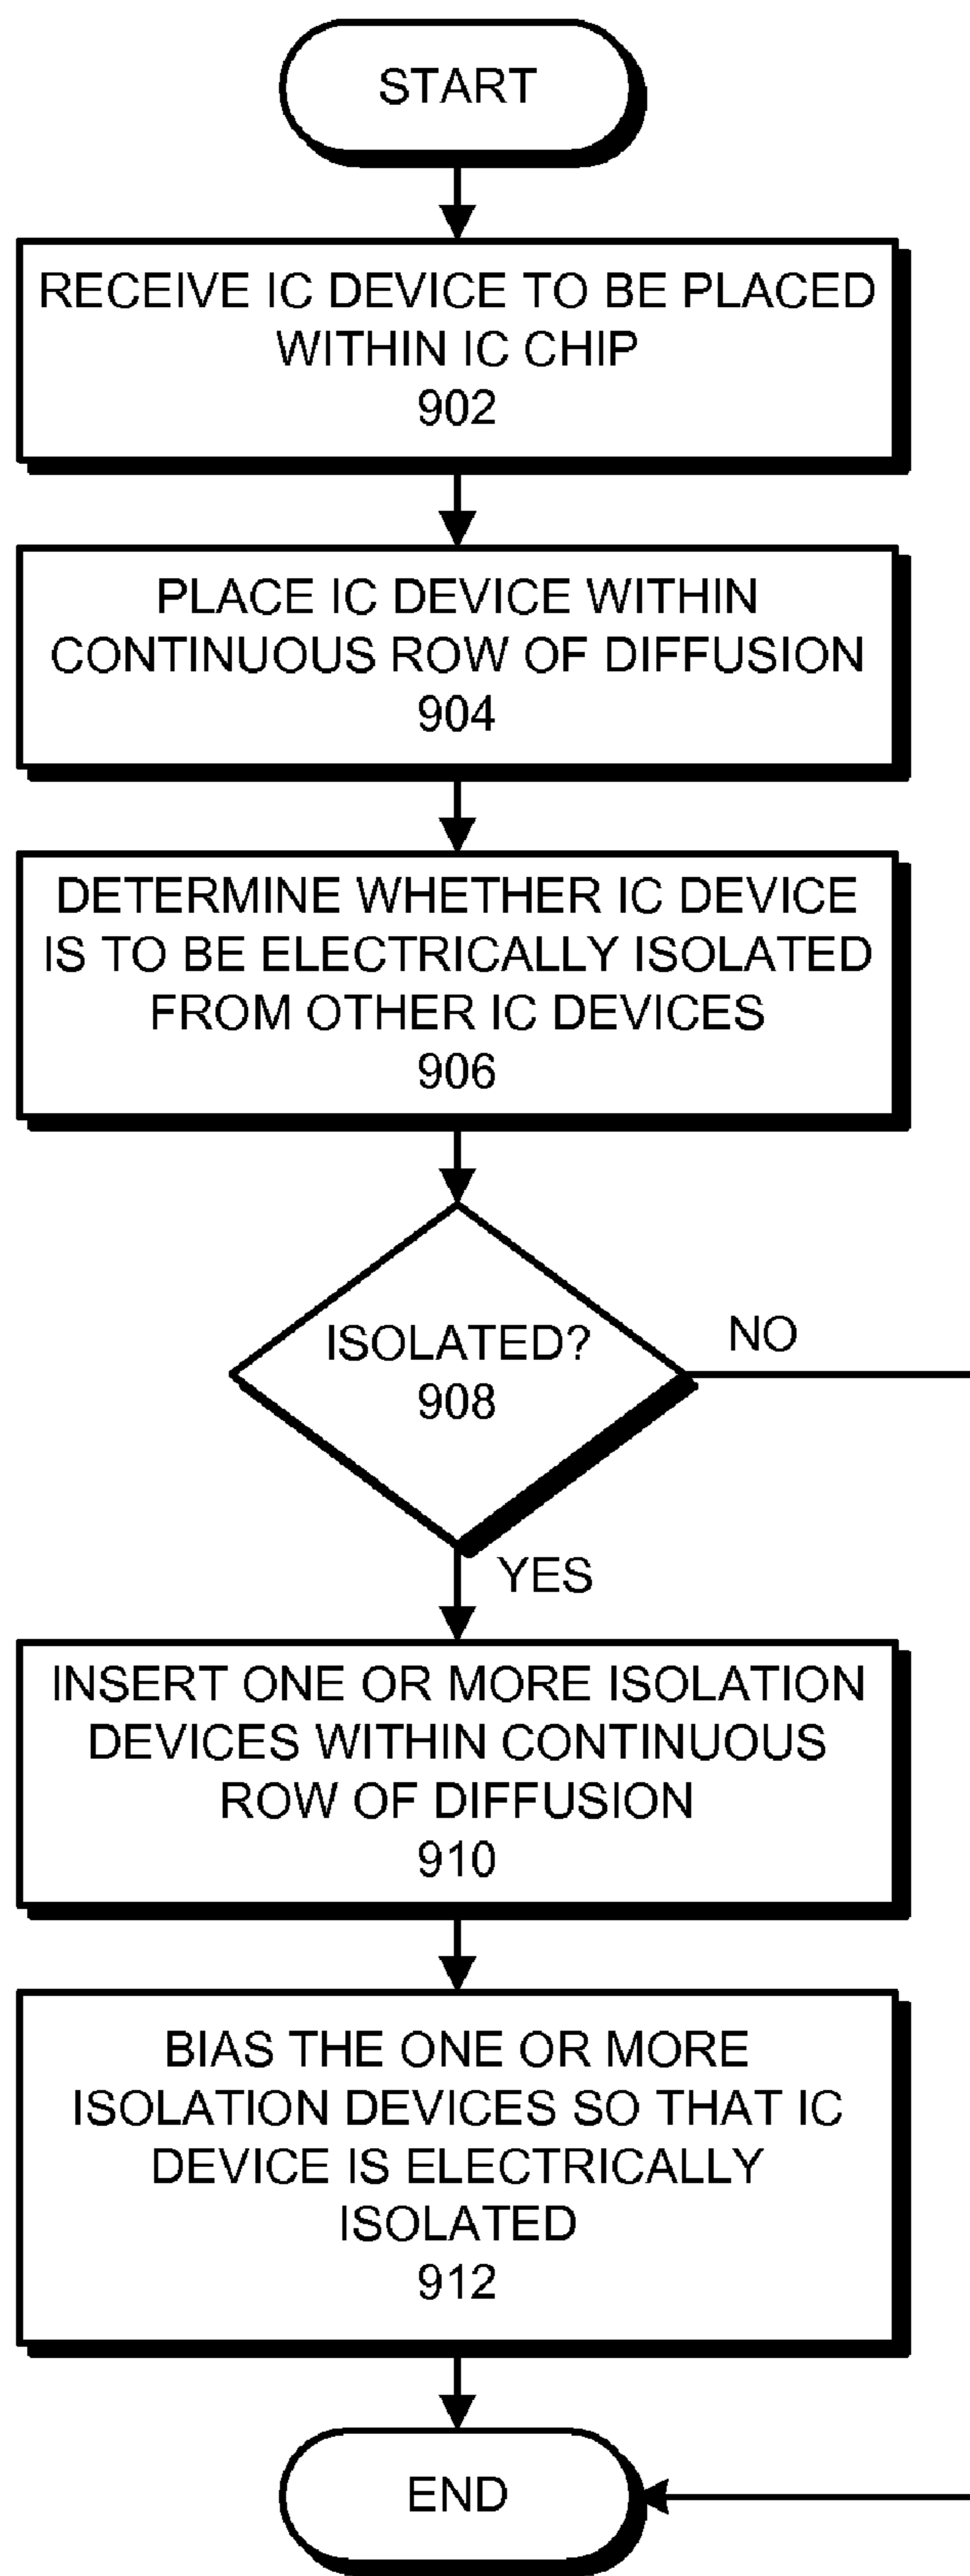 START
RECEIVE IC DEVICE TO BE PLACED
WITHIN IC CHIP
902
PLACE IC DEVICE WITHIN
CONTINUOUS ROW OF DIFFUSION
904
DETERMINE WHETHER IC DEVICE
IS TO BE ELECTRICALLY ISOLATED
FROM OTHER IC DEVICES
906
ISOLATED?
908
NO
YES
INSERT ONE OR MORE ISOLATION
DEVICES WITHIN CONTINUOUS
ROW OF DIFFUSION
910
BIAS THE ONE OR MORE
ISOLATION DEVICES SO THAT IC
DEVICE IS ELECTRICALLY
ISOLATED
912
END